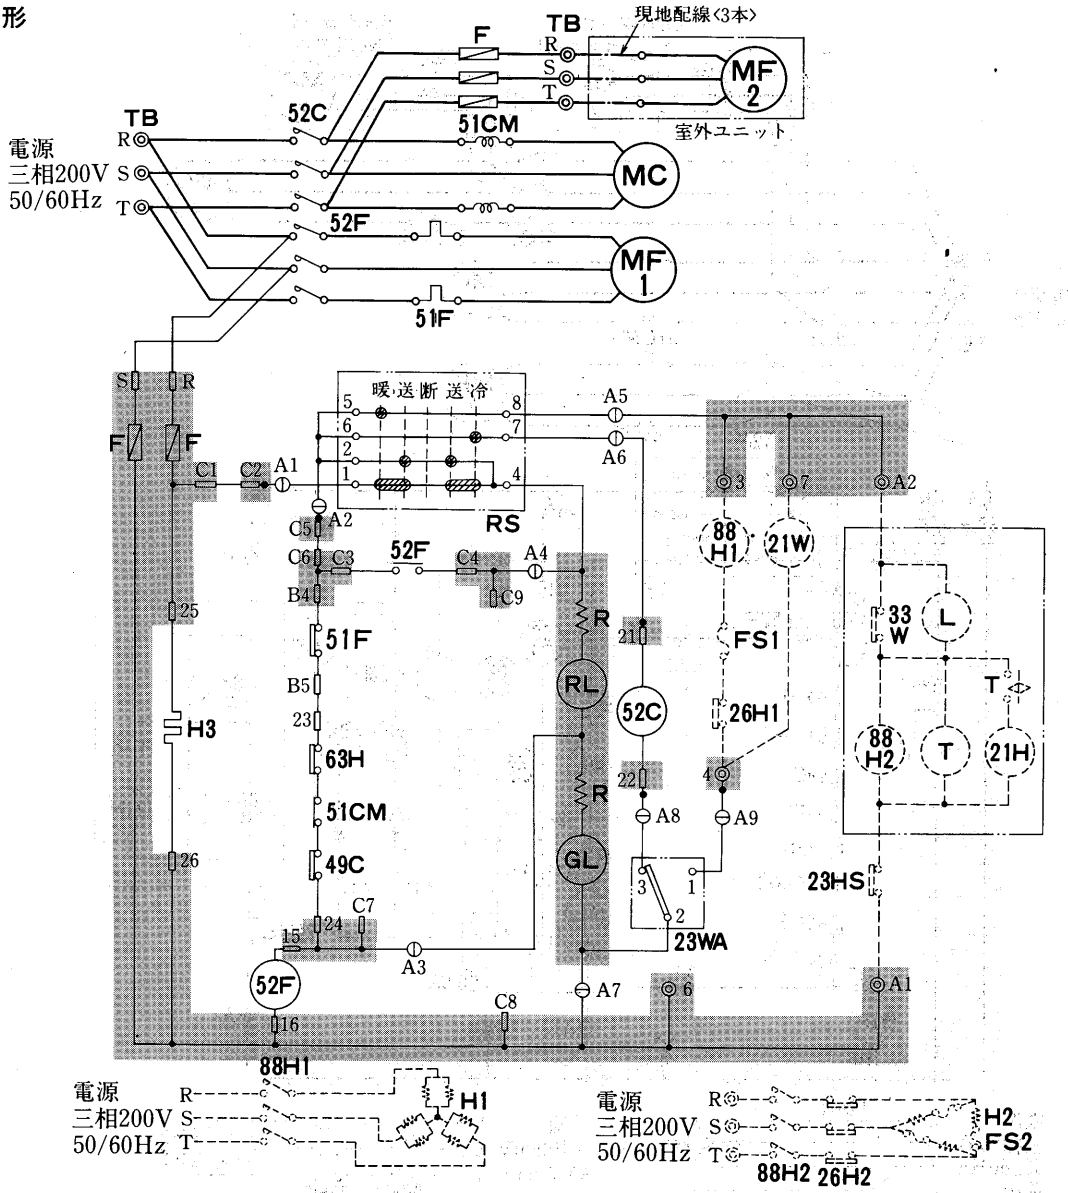 形
現地配線<3本>
TB
F
R
S
T
MF
2
室外ユニット
52C
51CM
TB
電源
三相200V
50/60Hz
R
S
T
MC
52F
MF
1
51F
S
R
F
F
暖 送 断 送 冷
5
8
6
7
2
1
4
RS
A5
A6
C1
C2
A1
A2
C5
C6
C3
52F
C4
A4
C9
B4
51F
B5
23
63H
51CM
49C
24
C7
A3
15
52F
16
25
H3
26
R
RL
R
GL
A7
C8
6
21
52C
22
A8
A9
3
1
2
23WA
3
7
A2
88
H1
21W
FS1
26H1
4
33
W
L
T
88
H2
T
21H
23HS
A1
電源
三相200V
50/60Hz
R
S
T
88H1
H1
電源
三相200V
50/60Hz
R
S
T
88H2
26H2
H2
FS2